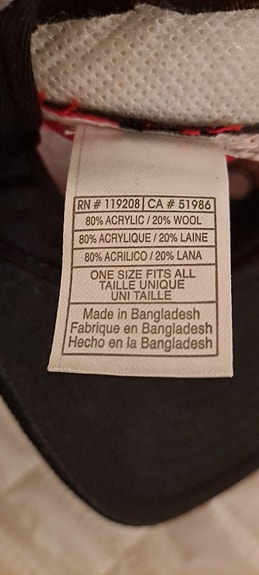 RN # 119208 CA # 51986
80% ACRYLIC / 20% WOOL
80% ACRYLIQUE / 20% LAINE
80% ACRILICO / 20% LANA
ONE SIZE FITS ALL
TAILLE UNIQUE
UNI TAILLE
Made in Bangladesh
Fabrique en Bangladesh
Hecho en la Bangladesh